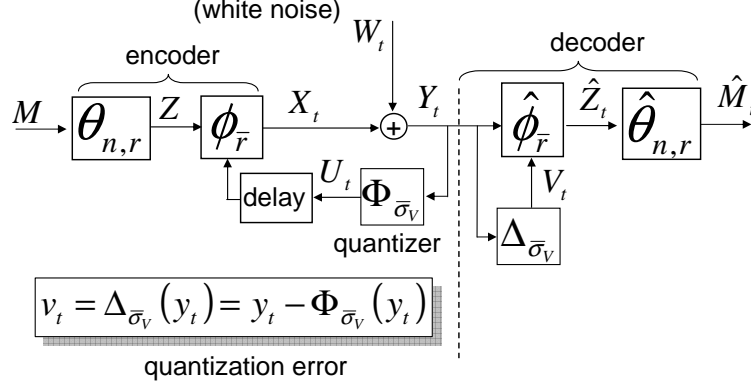 (white noise)
encoder
decoder
W_t
M
θ_{n,r}
Z
ϕ_{\bar{r}}
X_t
+
Y_t
\hat{ϕ}_{\bar{r}}
\hat{Z}_t
\hat{θ}_{n,r}
\hat{M}_t
delay
U_t
Φ_{\bar{σ}_V}
V_t
quantizer
Δ_{\bar{σ}_V}
v_t = Δ_{\bar{σ}_V}(y_t) = y_t − Φ_{\bar{σ}_V}(y_t)
quantization error